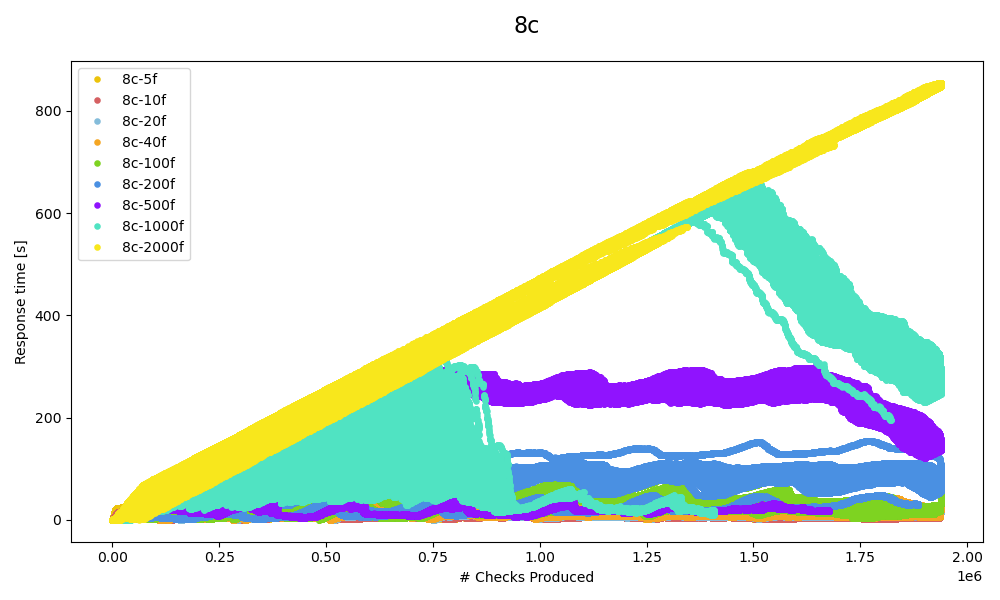 8c
8c-5f
8c-10f
8c-20f
8c-40f
8c-100f
8c-200f
8c-500f
8c-1000f
8c-2000f
Response time [s]
800
600
400
200
0
0.00 0.25 0.50 0.75 1.00 1.25 1.50 1.75 2.00
1e6
# Checks Produced